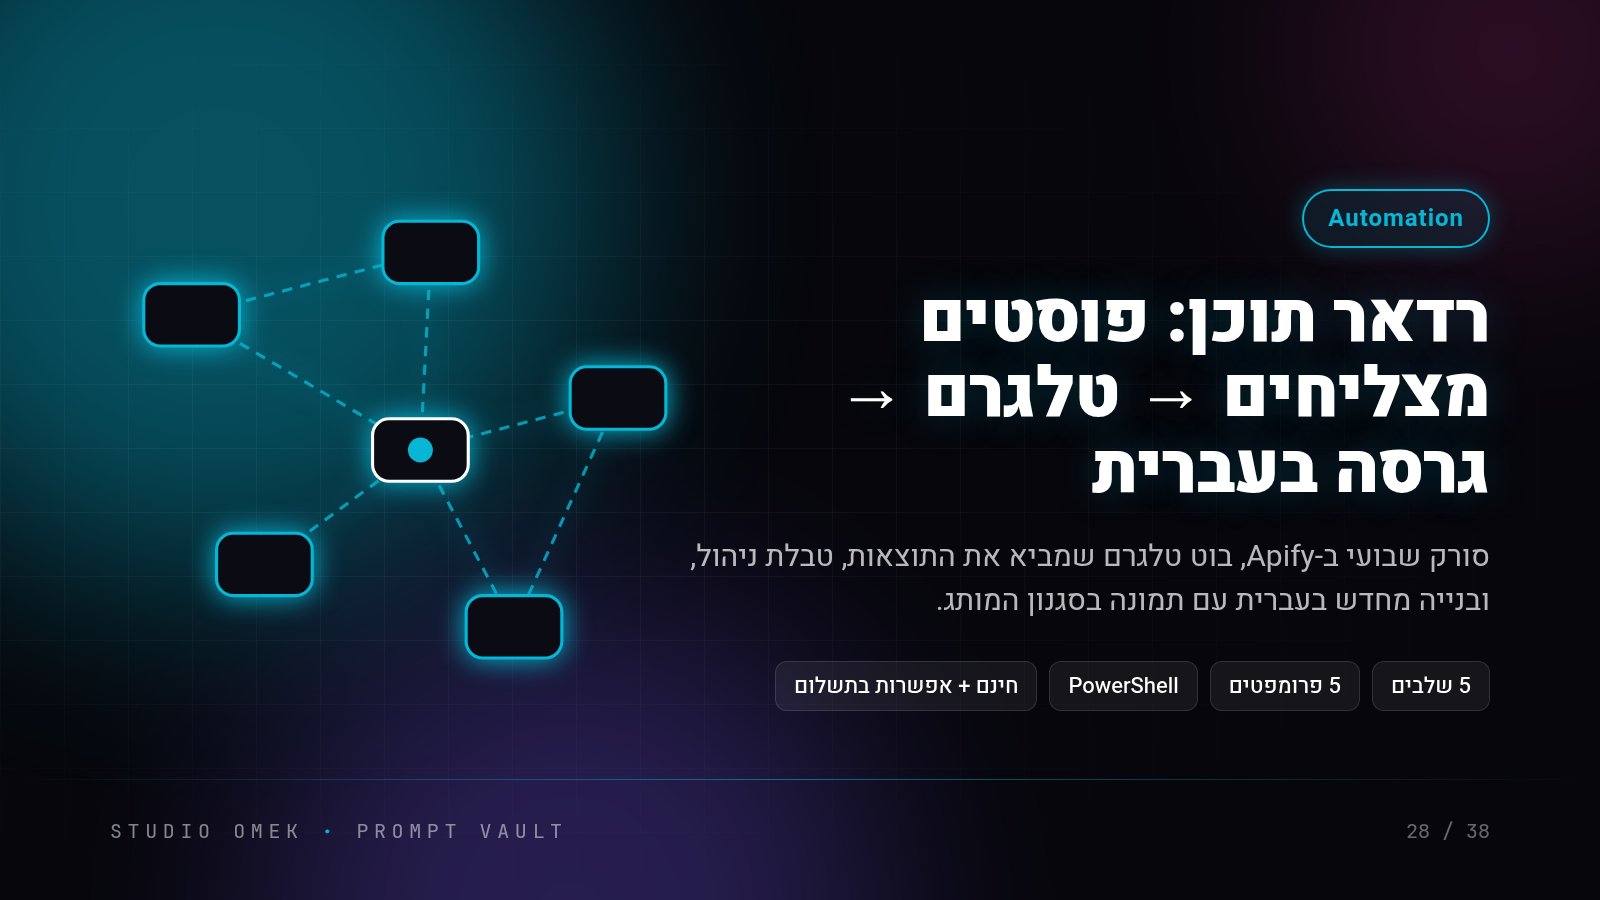 Automation
רדאר תוכן: פוסטים
מצליחים → טלגרם →
גרסה בעברית
סורק שבועי ב-Apify, בוט טלגרם שמביא את התוצאות, טבלת ניהול,
ובנייה מחדש בעברית עם תמונה בסגנון המותג.
5 שלבים
5 פרומפטים
PowerShell
חינם + אפשרות בתשלום
STUDIO OMEK • PROMPT VAULT
28 / 38